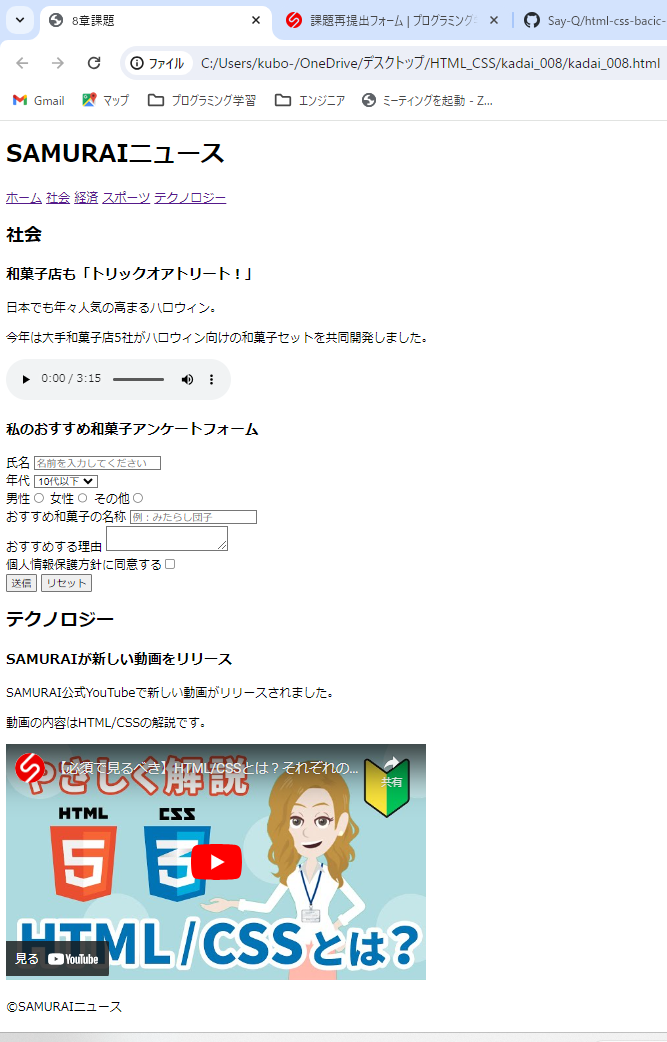 8章課題
課題再提出フォーム | プログラミング
Say-Q/html-css-bacic-
ファイル
C:/Users/kubo-/OneDrive/デスクトップ/HTML_CSS/kadai_008/kadai_008.html
Gmail マップ プログラミング学習 エンジニア ミーティングを起動 - Z...
SAMURAIニュース
ホーム 社会 経済 スポーツ テクノロジー
社会
和菓子店も「トリックオアトリート！」
日本でも年々人気の高まるハロウィン。
今年は大手和菓子店5社がハロウィン向けの和菓子セットを共同開発しました。
0:00 / 3:15
私のおすすめ和菓子アンケートフォーム
氏名 名前を入力してください
年代 10代以下
男性 女性 その他
おすすめ和菓子の名称 例：みたらし団子
おすすめする理由
個人情報保護方針に同意する
送信 リセット
テクノロジー
SAMURAIが新しい動画をリリース
SAMURAI公式YouTubeで新しい動画がリリースされました。
動画の内容はHTML/CSSの解説です。
【必須で見るべき】HTML/CSSとは？それぞれの...
共有
やさしく解説
HTML CSS
5 3
HTML/CSSとは？
見る YouTube
©SAMURAIニュース